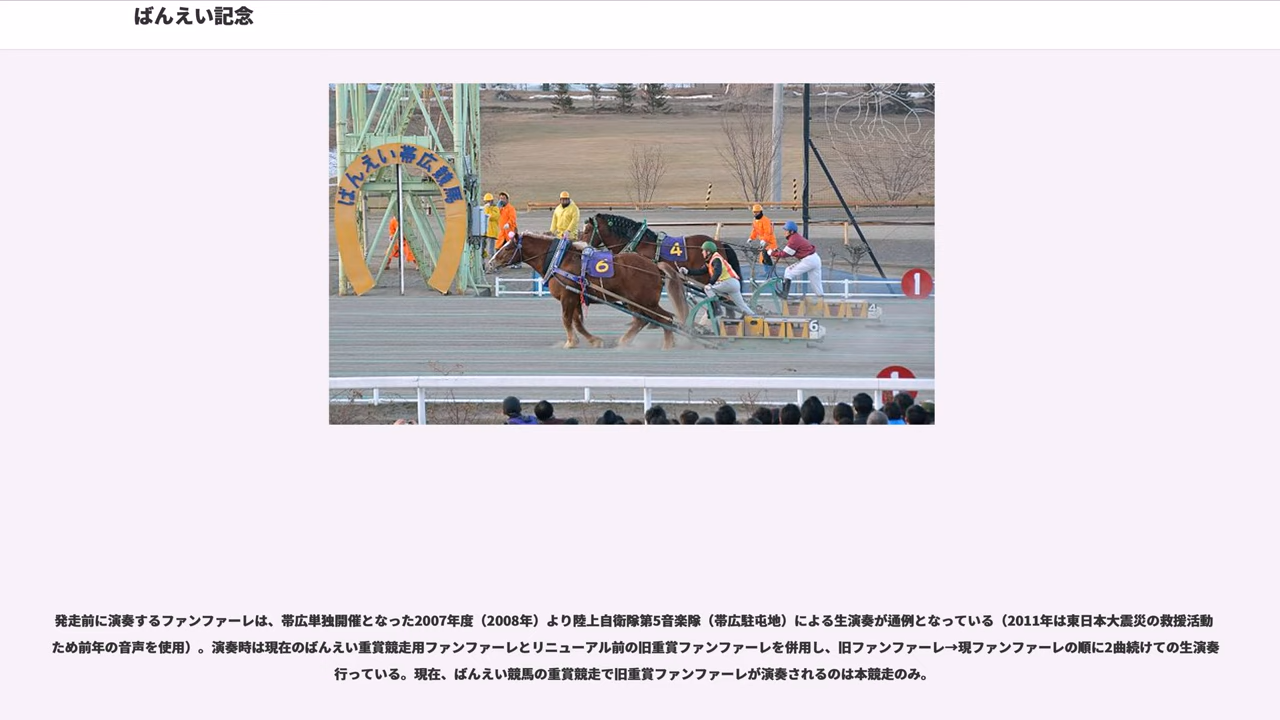 ばんえい記念
ばんえい帯広競馬
4
6
1
4
6
1
発走前に演奏するファンファーレは、帯広単独開催となった2007年度（2008年）より陸上自衛隊第5音楽隊（帯広駐屯地）による生演奏が通例となっている（2011年は東日本大震災の救援活動
ため前年の音声を使用）。演奏時は現在のばんえい重賞競走用ファンファーレとリニューアル前の旧重賞ファンファーレを併用し、旧ファンファーレ→現ファンファーレの順に2曲続けての生演奏
行っている。現在、ばんえい競馬の重賞競走で旧重賞ファンファーレが演奏されるのは本競走のみ。